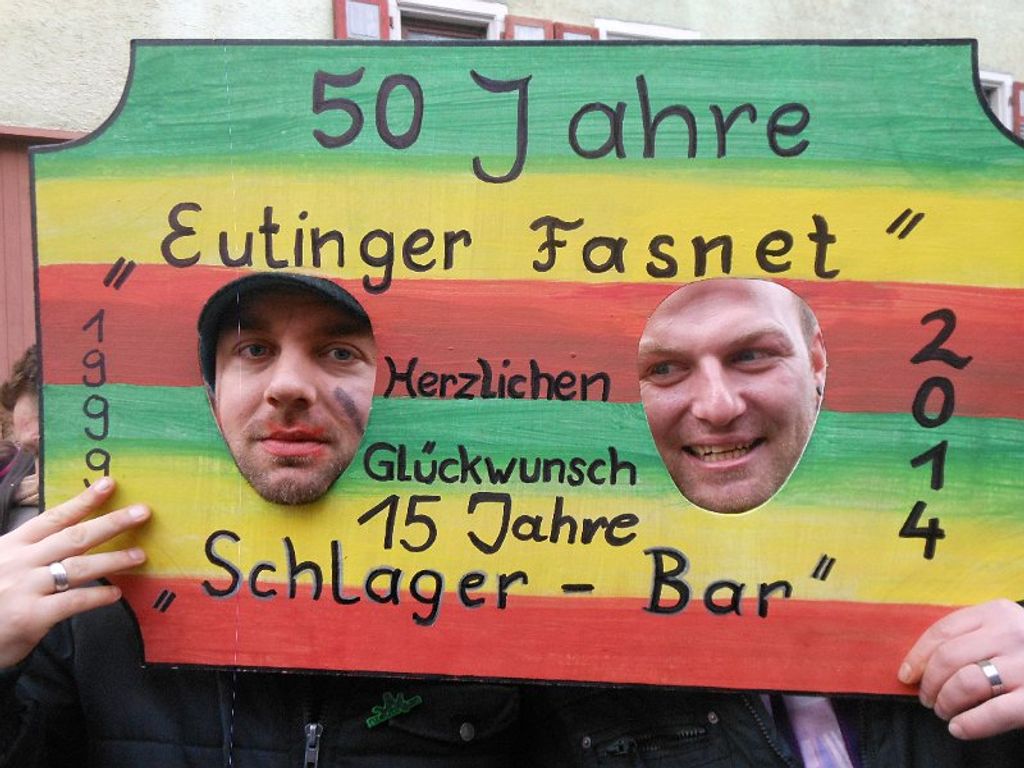 50 Jahre
Eutinger Fasnet"
"
1999
2014
Herzlichen
Glückwunsch
15 Jahre
"Schlager - Bar"